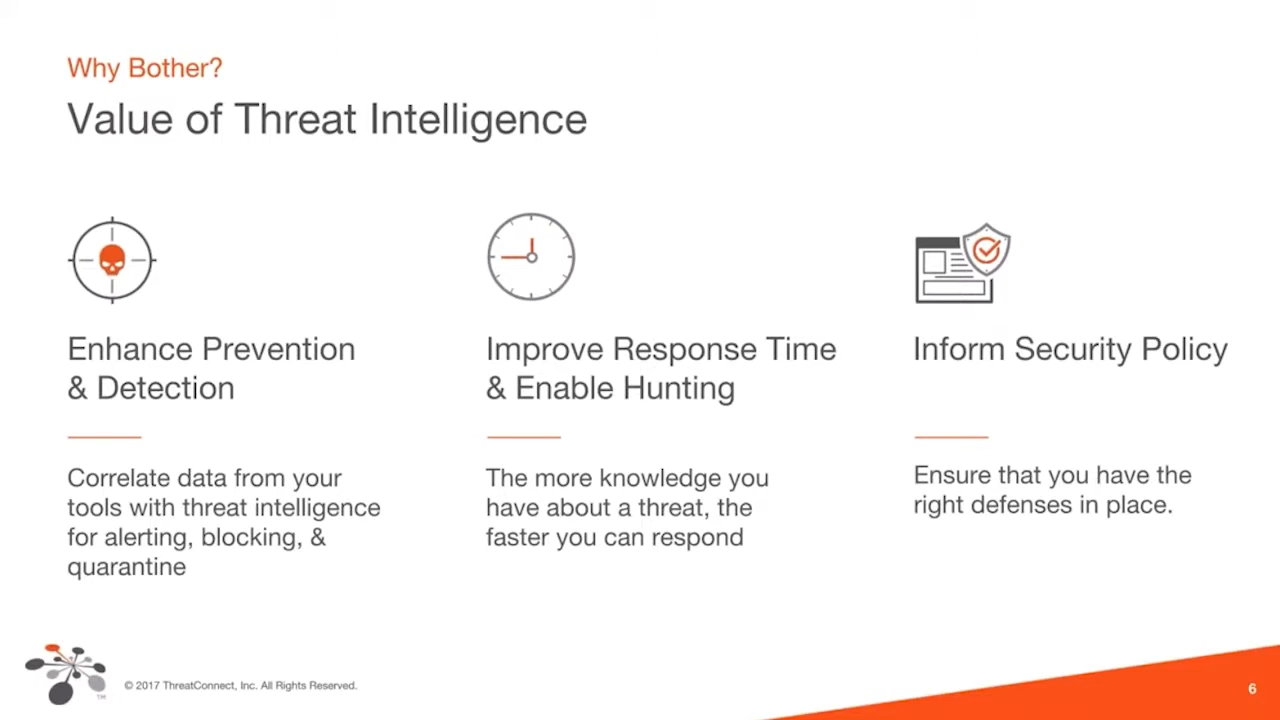 Why Bother?
Value of Threat Intelligence
Enhance Prevention
& Detection
Correlate data from your
tools with threat intelligence
for alerting, blocking, &
quarantine
Improve Response Time
& Enable Hunting
The more knowledge you
have about a threat, the
faster you can respond
Inform Security Policy
Ensure that you have the
right defenses in place.
TM
© 2017 ThreatConnect, Inc. All Rights Reserved.
6